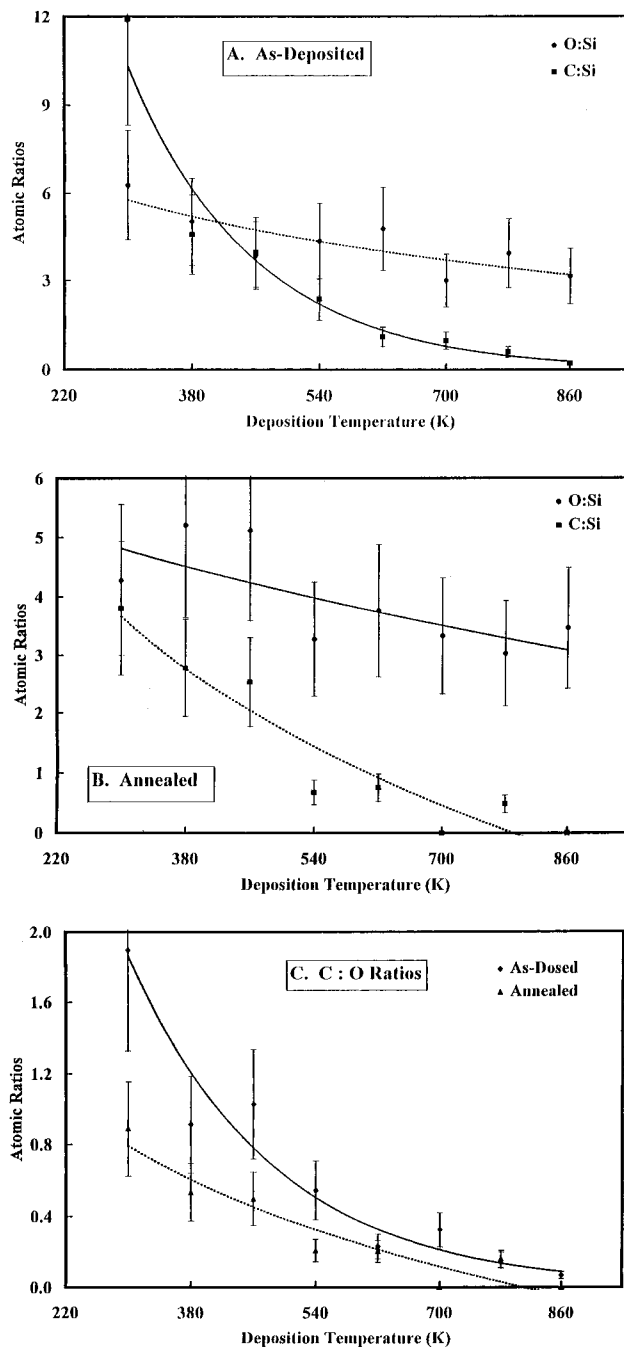 12
A. As-Deposited
O:Si
C:Si
9
Atomic Ratios
6
3
0
220 380 540 700 860
Deposition Temperature (K)
6
O:Si
C:Si
5
4
Atomic Ratios
3
2
1
B. Annealed
0
220 380 540 700 860
Deposition Temperature (K)
2.0
C. C : O Ratios
As-Dosed
Annealed
1.6
1.2
Atomic Ratios
0.8
0.4
0.0
220 380 540 700 860
Deposition Temperature (K)